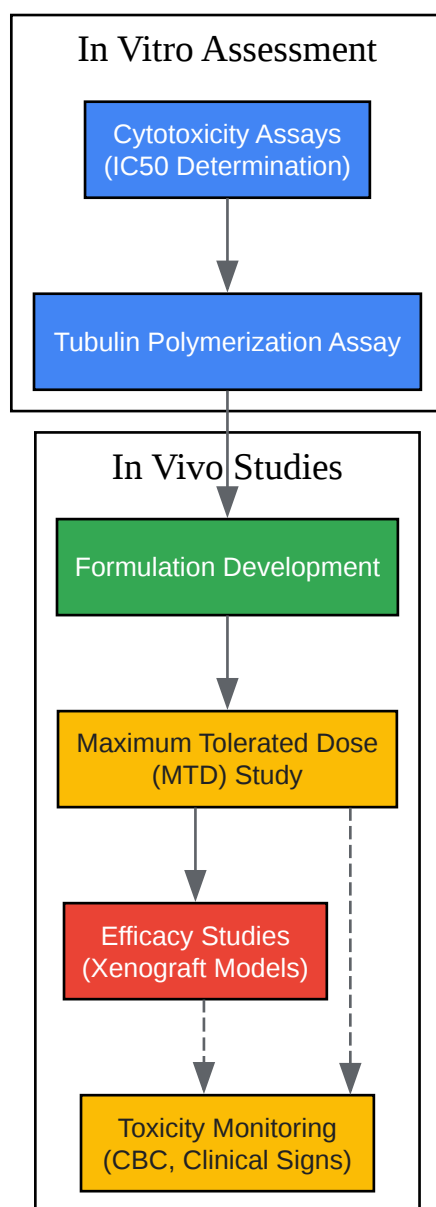 In Vitro Assessment
Cytotoxicity Assays
(IC50 Determination)
Tubulin Polymerization Assay
In Vivo Studies
Formulation Development
Maximum Tolerated Dose
(MTD) Study
Efficacy Studies
(Xenograft Models)
Toxicity Monitoring
(CBC, Clinical Signs)